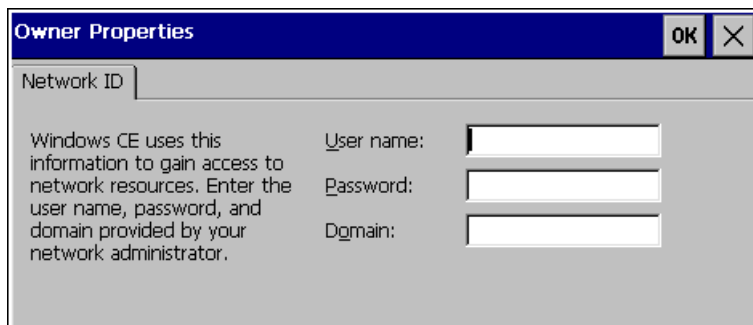 Owner Properties
OK
Network ID
Windows CE uses this
information to gain access to
network resources. Enter the
user name, password, and
domain provided by your
network administrator.
User name:
Password:
Domain: